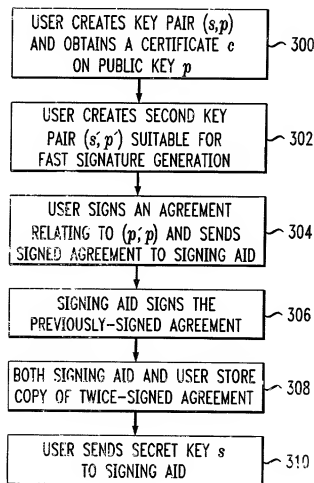 USER CREATES KEY PAIR (s,p)
AND OBTAINS A CERTIFICATE c
ON PUBLIC KEY p
300
USER CREATES SECOND KEY
PAIR (s´, p´) SUITABLE FOR
FAST SIGNATURE GENERATION
302
USER SIGNS AN AGREEMENT
RELATING TO (p´, p) AND SENDS
SIGNED AGREEMENT TO SIGNING AID
304
SIGNING AID SIGNS THE
PREVIOUSLY-SIGNED AGREEMENT
306
BOTH SIGNING AID AND USER STORE
COPY OF TWICE-SIGNED AGREEMENT
308
USER SENDS SECRET KEY s
TO SIGNING AID
310